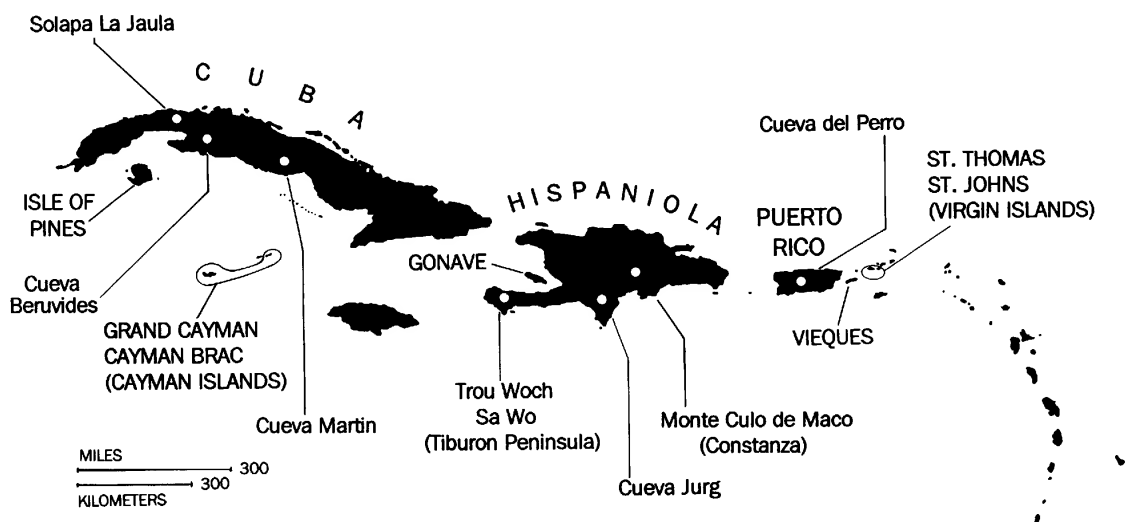 Solapa La Jaula
CUBA
Cueva del Perro
ST. THOMAS
ST. JOHNS
(VIRGIN ISLANDS)
HISPANIOLA
ISLE OF
PINES
PUERTO
RICO
GONAVE
Cueva
Beruvides
GRAND CAYMAN
CAYMAN BRAC
(CAYMAN ISLANDS)
VIEQUES
Trou Woch
Sa Wo
(Tiburon Peninsula)
Cueva Martin
Monte Culo de Maco
(Constanza)
Cueva Jurg
MILES
300
300
KILOMETERS